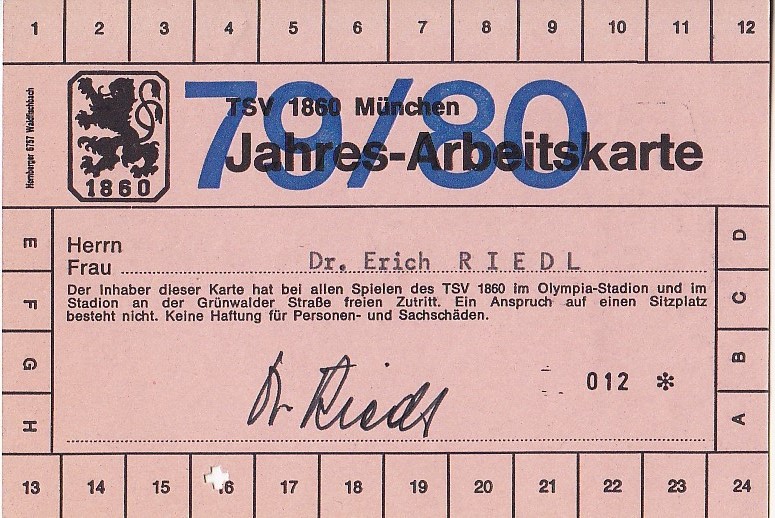 1 2 3 4 5 6 7 8 9 10 11 12
Hornberger 6757 Waldfischbach
1860
79/80
TSV 1860 München
Jahres-Arbeitskarte
E
F
G
H
D
C
B
A
Herrn
Frau Dr. Erich RIEDL
Der Inhaber dieser Karte hat bei allen Spielen des TSV 1860 im Olympia-Stadion und im
Stadion an der Grünwalder Straße freien Zutritt. Ein Anspruch auf einen Sitzplatz
besteht nicht. Keine Haftung für Personen- und Sachschäden.
Dr Riedl
012 *
13 14 15 16 17 18 19 20 21 22 23 24